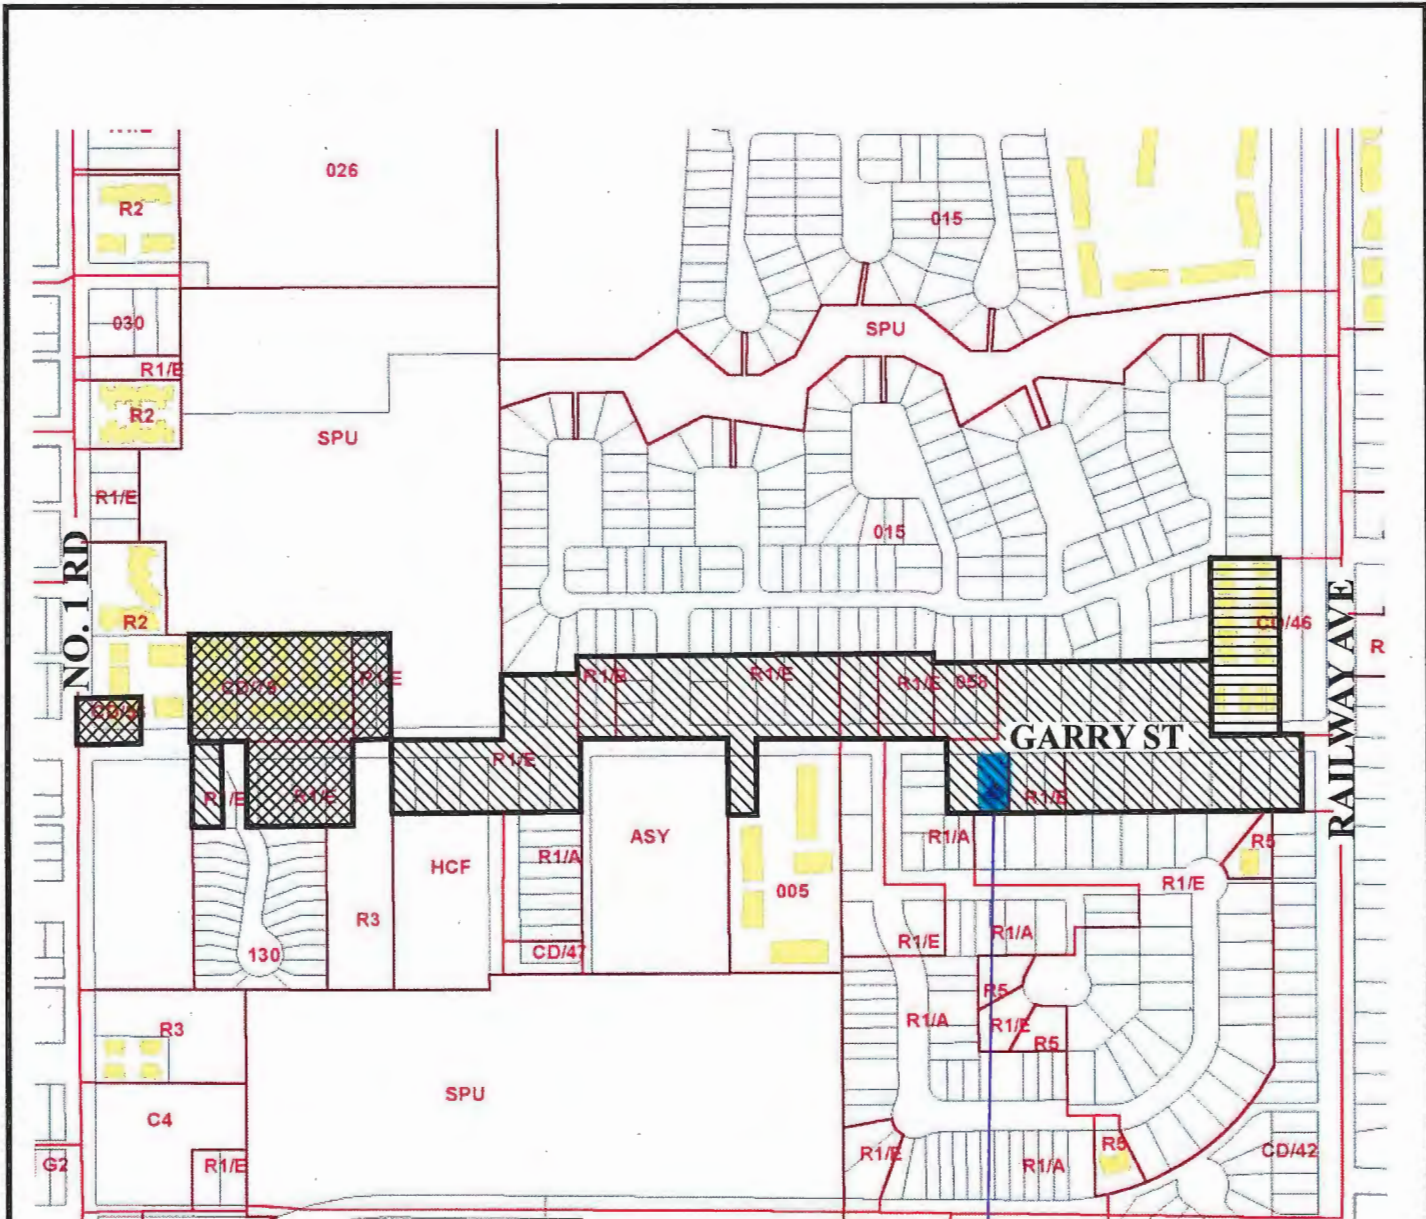 026
R2
015
SPU
030
R1/E
R2
SPU
R1/E
015
NO. 1 RD
R2
CD/46
RAILWAY AVE
R
R1/E
R1/B
R1/E
R1/E
058
GARRY ST
R1/E
R1/E
R1/E
R1/E
R1/A
ASY
R1/A
R5
HCF
005
R1/E
R3
130
CD/47
R1/E
R1/A
R5
R3
R1/A
R1/E
R5
SPU
C4
G2
R1/E
R1/E
R1/A
R5
CD/42